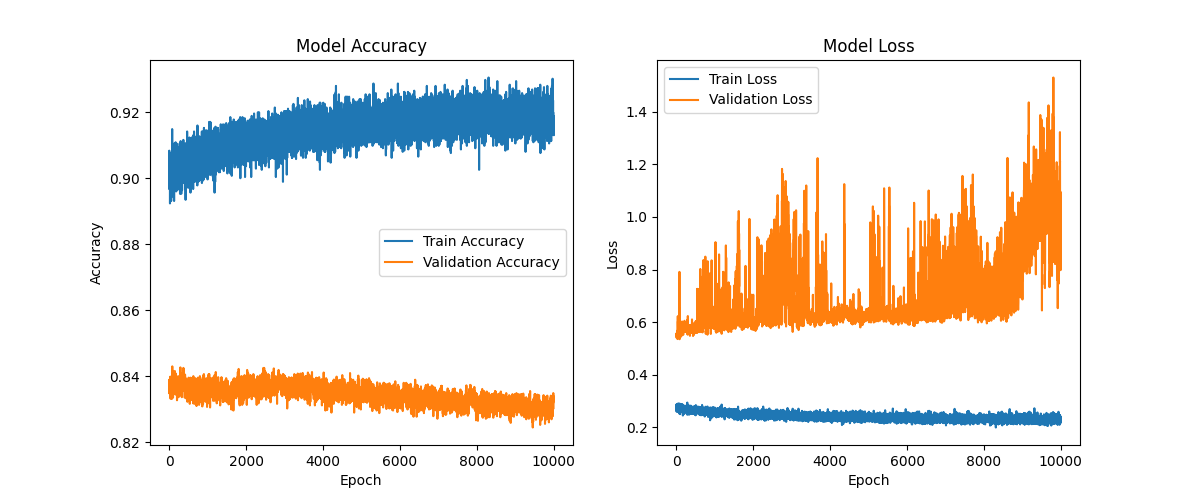 Model Accuracy
0.92
0.90
0.88
0.86
0.84
0.82
Accuracy
Train Accuracy
Validation Accuracy
0 2000 4000 6000 8000 10000
Epoch
Model Loss
Train Loss
Validation Loss
1.4
1.2
1.0
0.8
0.6
0.4
0.2
Loss
0 2000 4000 6000 8000 10000
Epoch